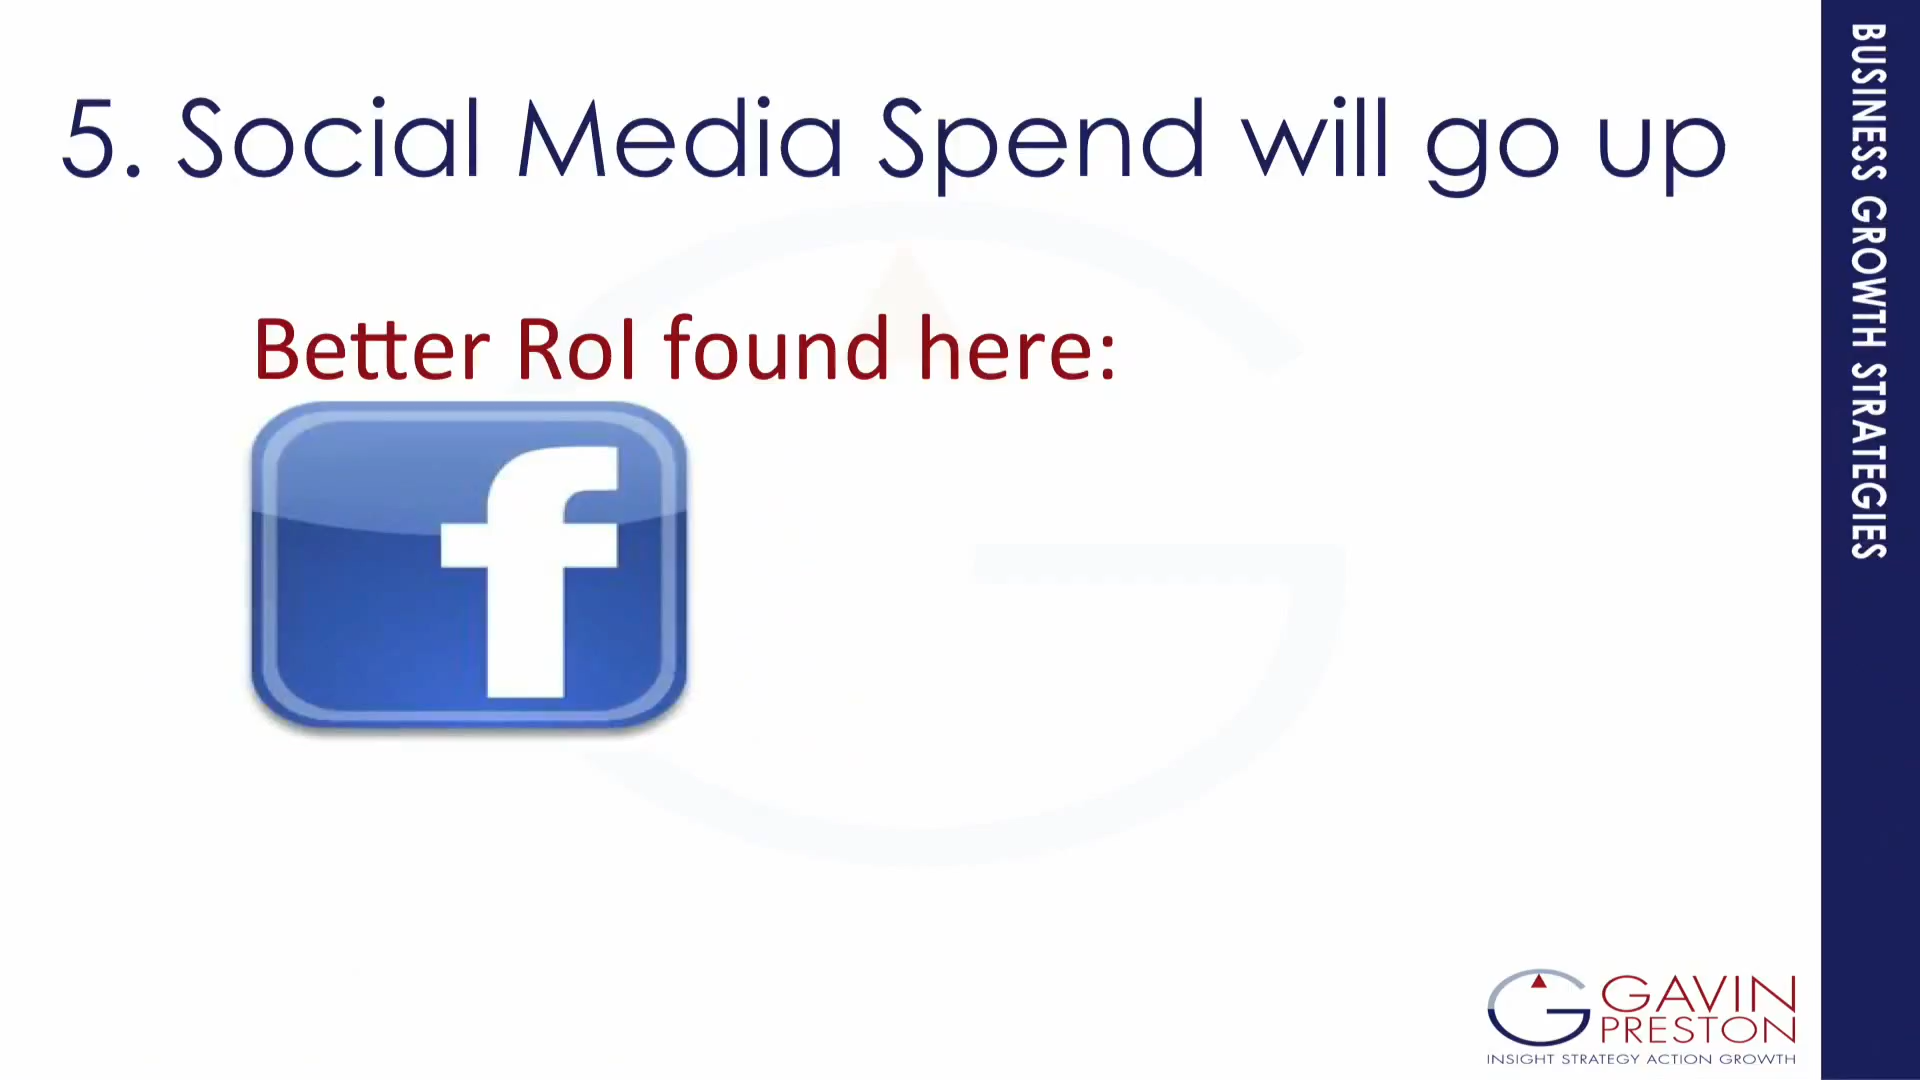 5. Social Media Spend will go up
Better RoI found here:
f
BUSINESS GROWTH STRATEGIES
GAVIN
PRESTON
INSIGHT STRATEGY ACTION GROWTH